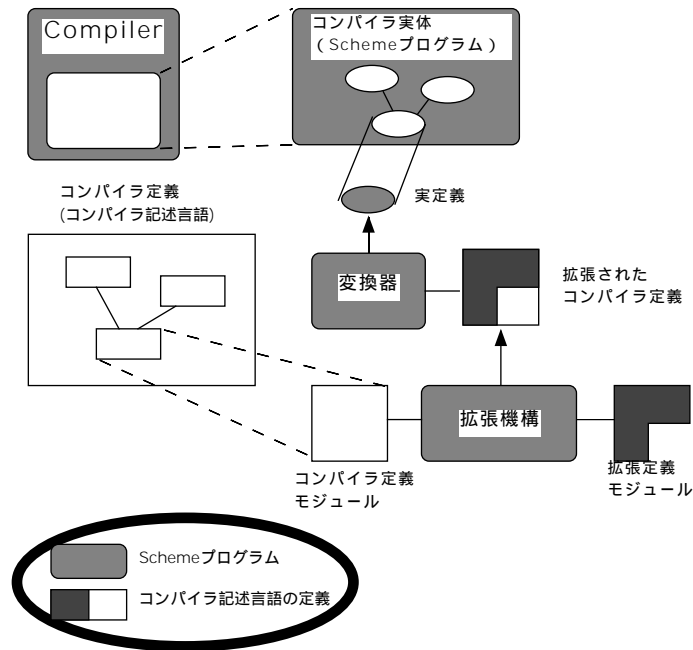 Compiler
コンパイラ実体
(Schemeプログラム)
コンパイラ定義
(コンパイラ記述言語)
実定義
変換器
拡張された
コンパイラ定義
拡張機構
コンパイラ定義
モジュール
拡張定義
モジュール
Schemeプログラム
コンパイラ記述言語の定義